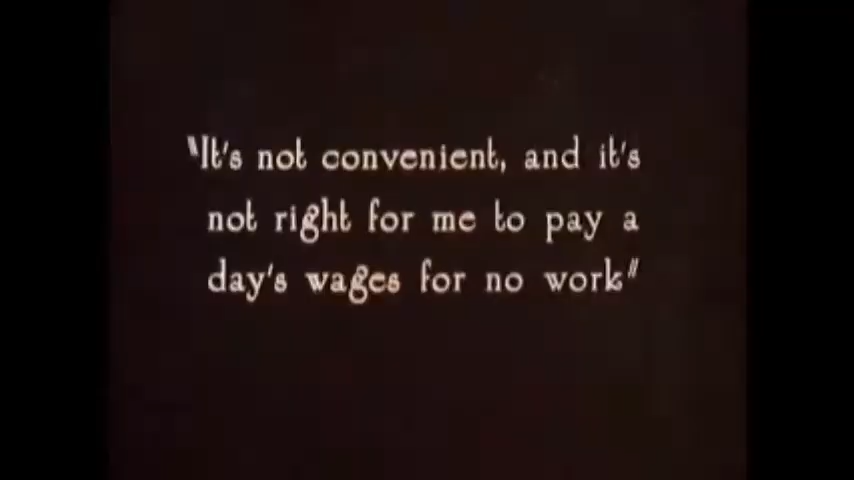 "It's not convenient, and it's
not right for me to pay a
day's wages for no work"